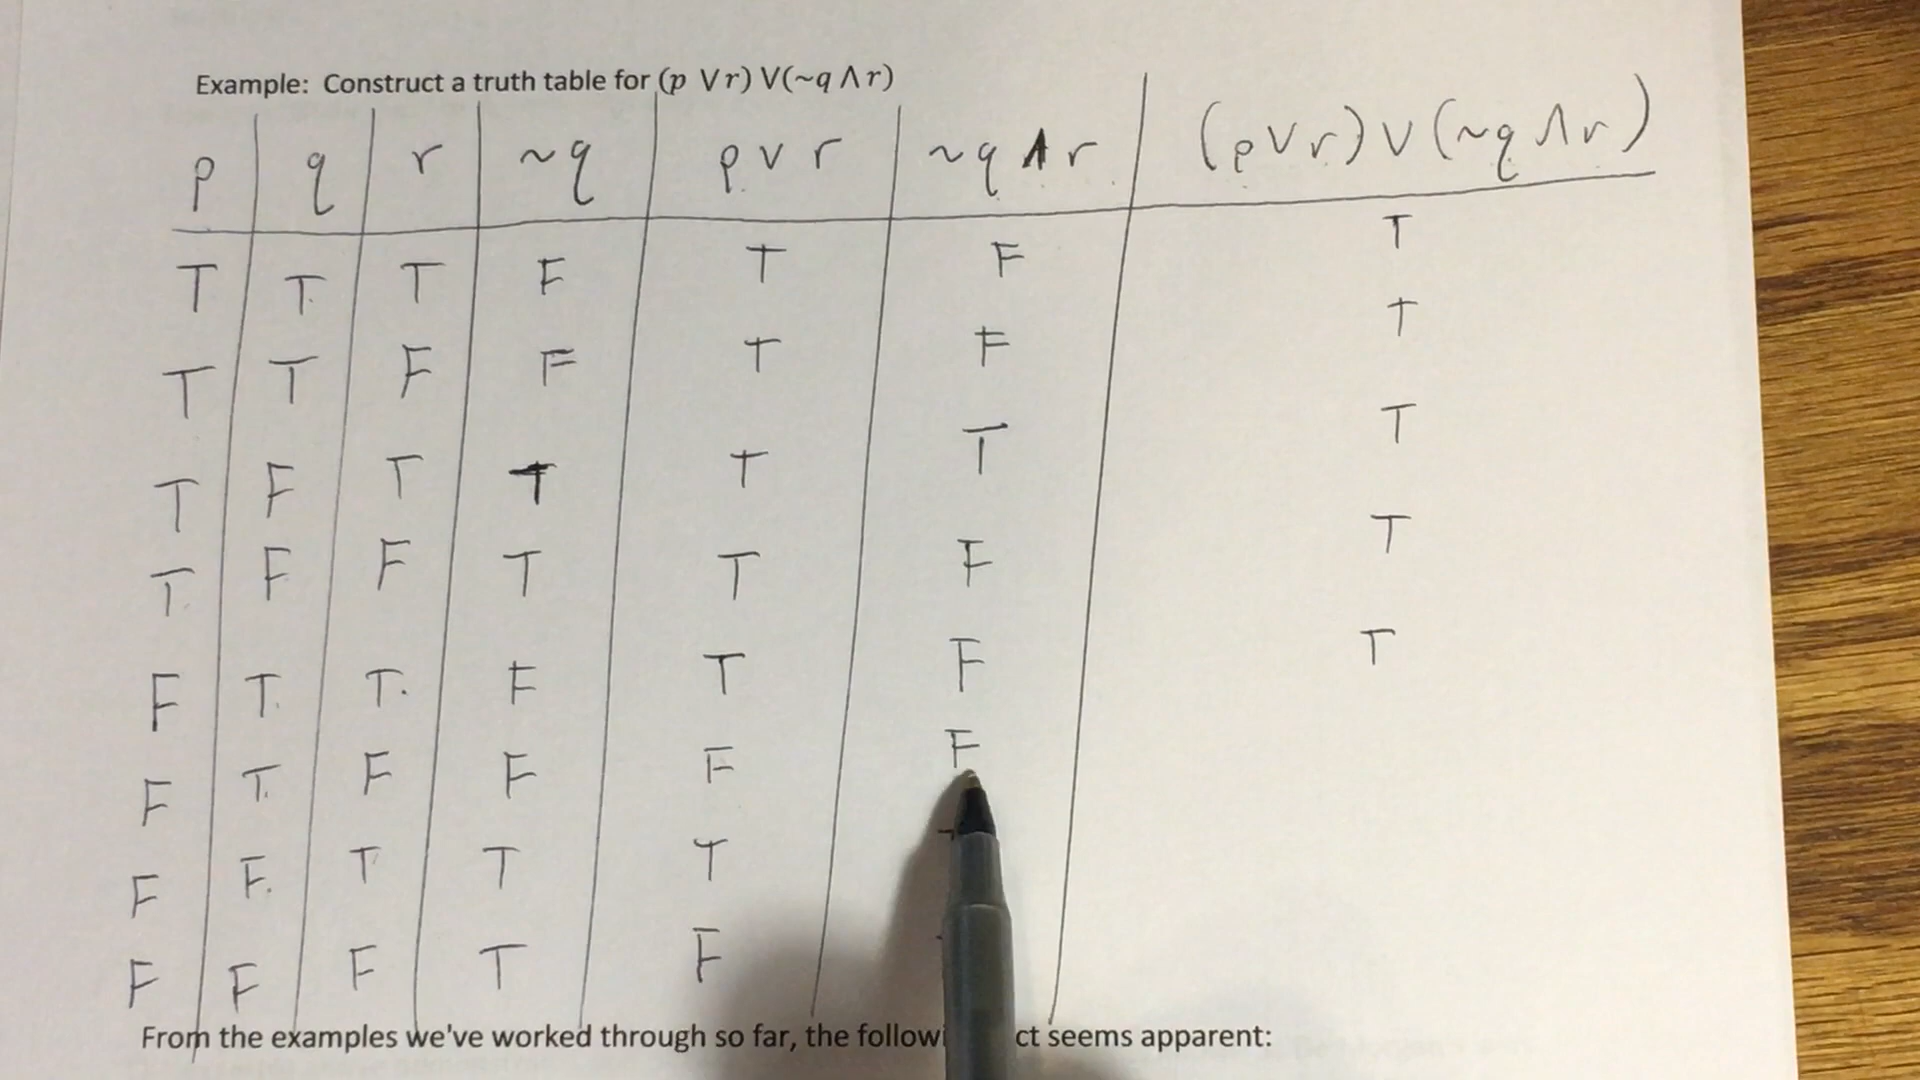 Example: Construct a truth table for (p ∨ r) ∨(~q ∧ r)
p q r ~q p ∨ r ~q ∧ r (p ∨ r) ∨ (~q ∧ r)
T T T F T F T
T T F F T F T
T F T T T T T
T F F T T F T
F T T F T F T
F T F F F F
F F T T T
F F F T F
From the examples we've worked through so far, the followi ct seems apparent: